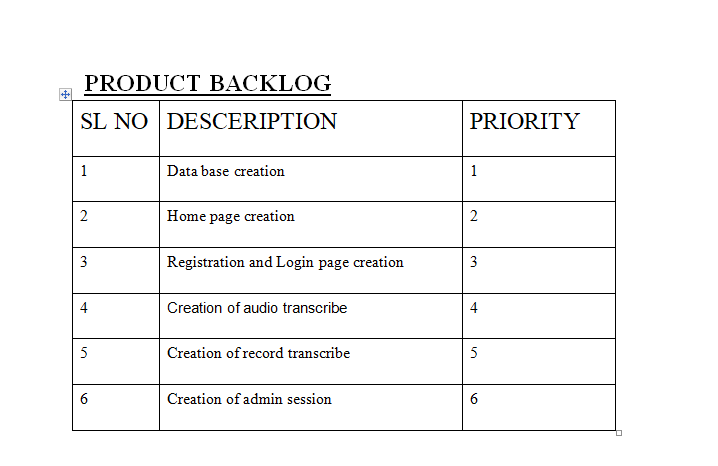 PRODUCT BACKLOG
SL NO DESCERIPTION PRIORITY
1 Data base creation 1
2 Home page creation 2
3 Registration and Login page creation 3
4 Creation of audio transcribe 4
5 Creation of record transcribe 5
6 Creation of admin session 6